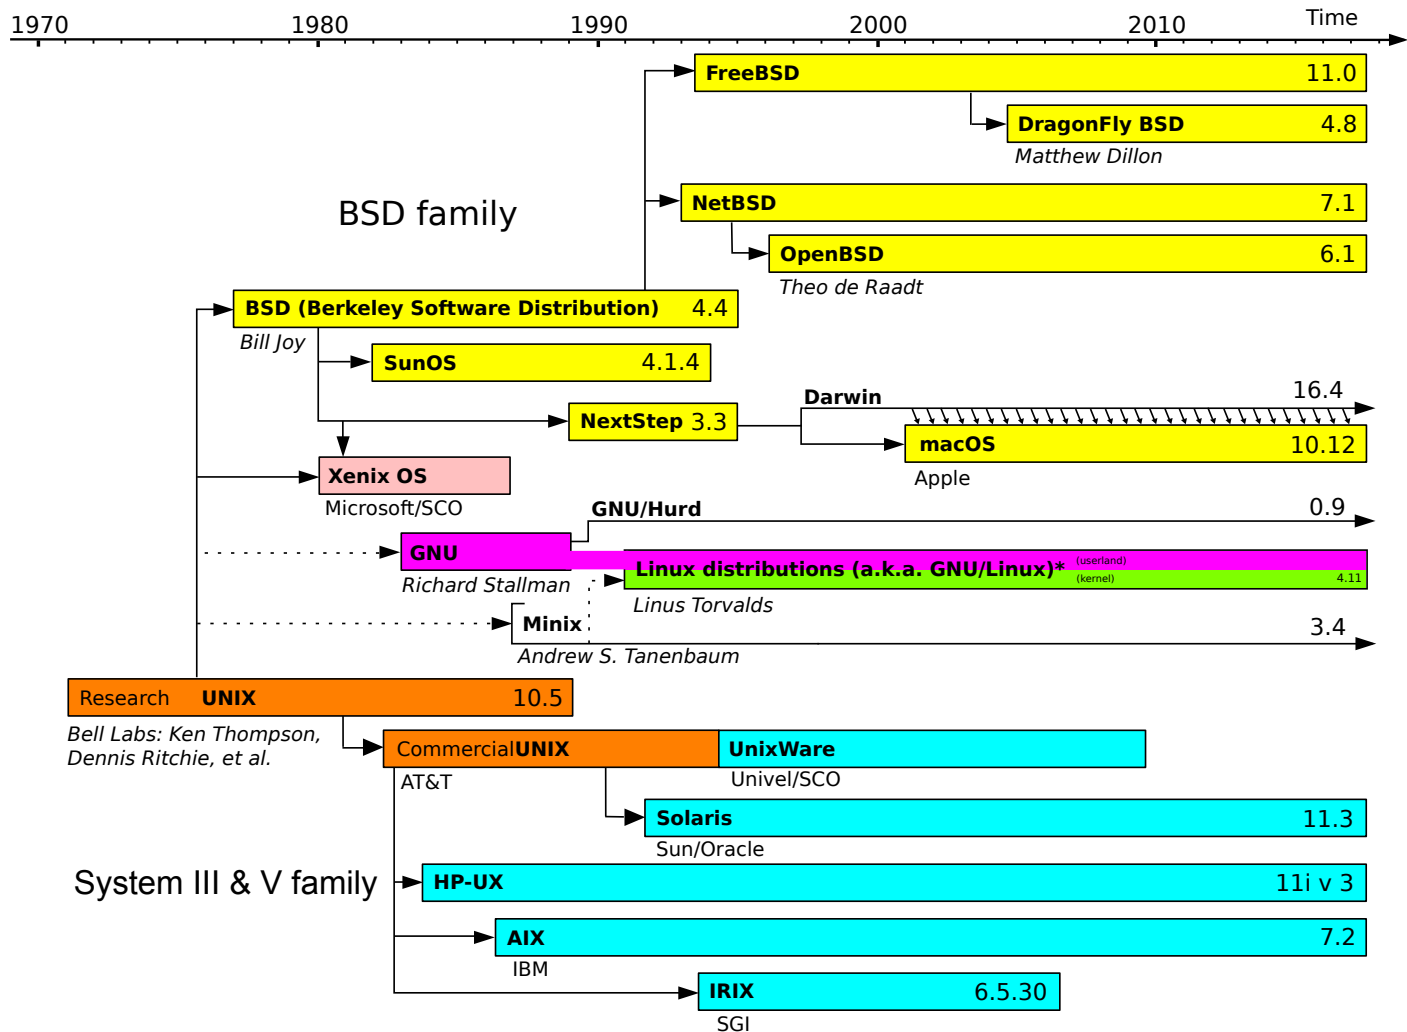 1970 1980 1990 2000 2010 Time
FreeBSD 11.0
DragonFly BSD 4.8
Matthew Dillon
BSD family
NetBSD 7.1
OpenBSD 6.1
Theo de Raadt
BSD (Berkeley Software Distribution) 4.4
Bill Joy
SunOS 4.1.4
Darwin 16.4
NextStep 3.3
macOS 10.12
Apple
Xenix OS
Microsoft/SCO
GNU/Hurd 0.9
GNU
Richard Stallman
Linux distributions (a.k.a. GNU/Linux)* (userland)
(kernel) 4.11
Linus Torvalds
Minix 3.4
Andrew S. Tanenbaum
Research UNIX 10.5
Bell Labs: Ken Thompson,
Dennis Ritchie, et al.
CommercialUNIX
AT&T
UnixWare
Univel/SCO
Solaris 11.3
Sun/Oracle
System III & V family
HP-UX 11i v 3
AIX 7.2
IBM
IRIX 6.5.30
SGI